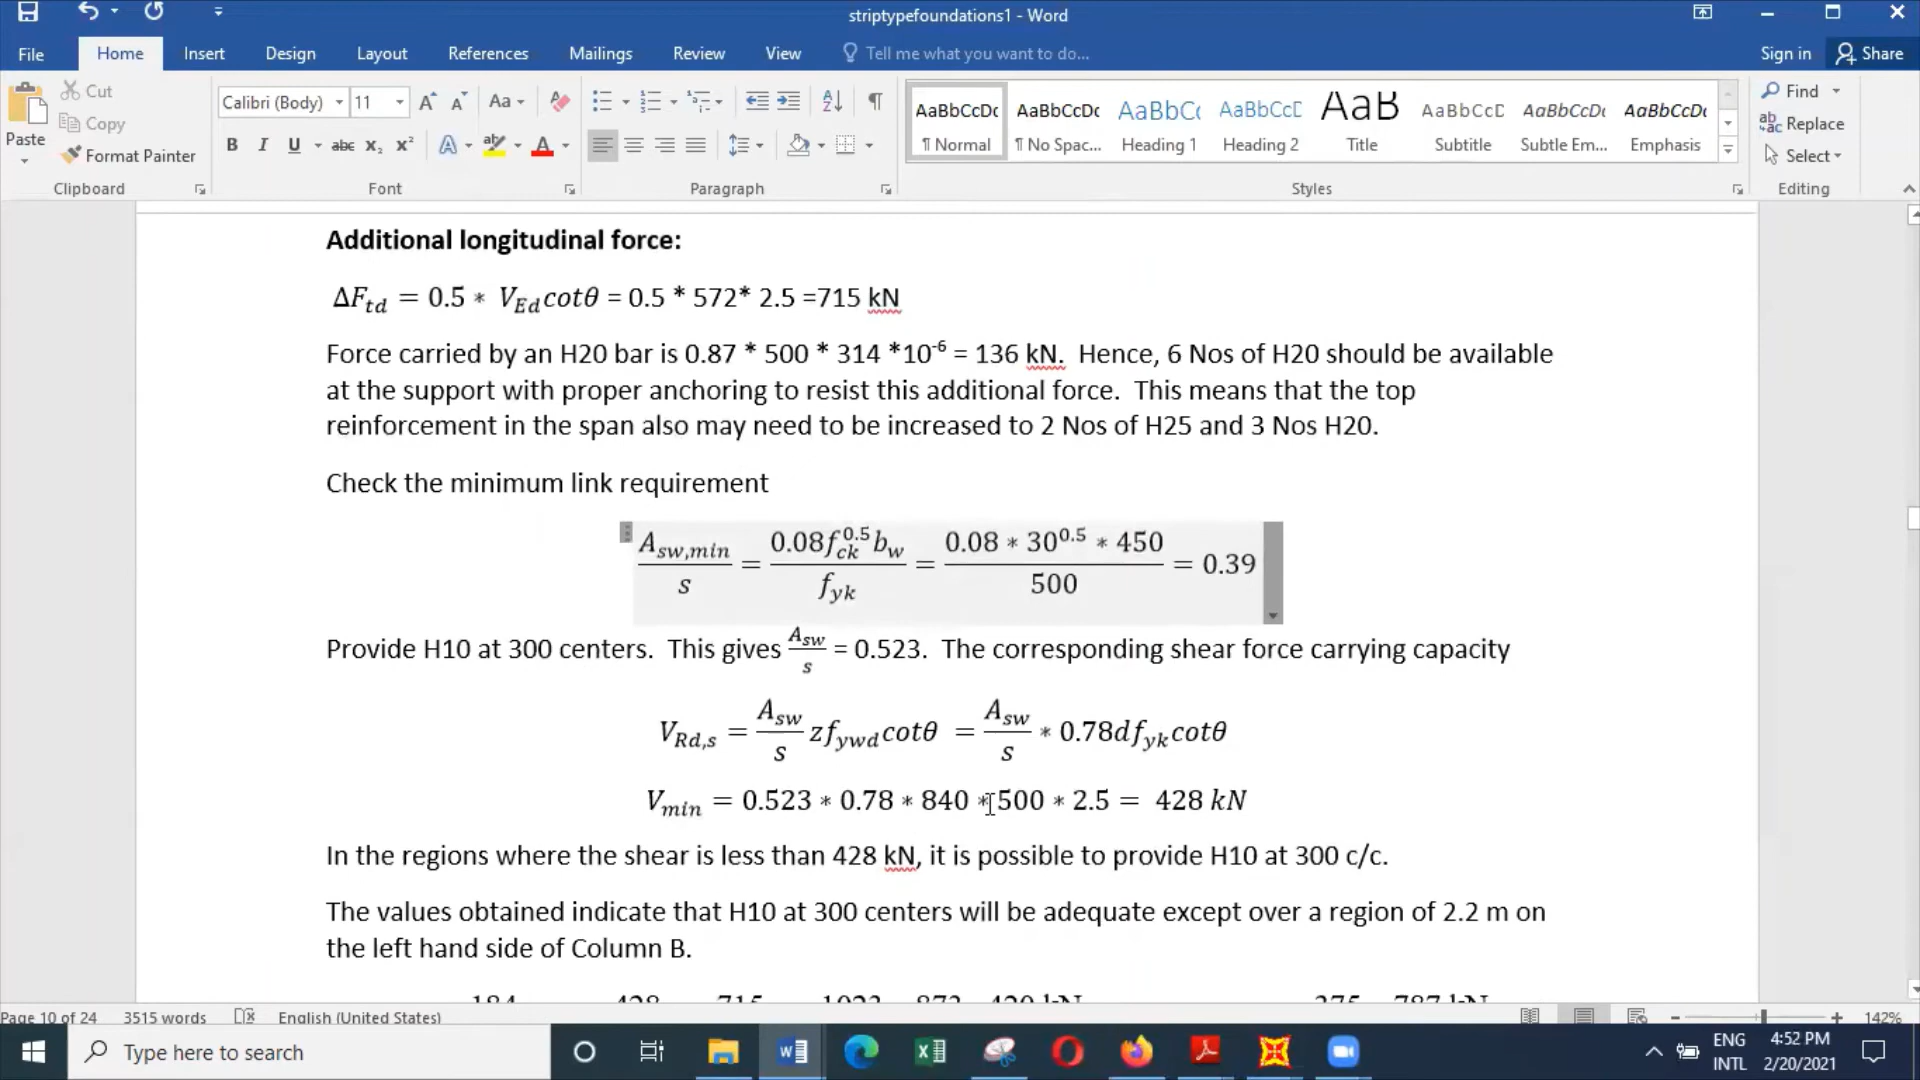 striptypefoundations1 - Word
File Home Insert Design Layout References Mailings Review View Tell me what you want to do... Sign in Share
Paste Cut Copy Format Painter Clipboard
Calibri (Body) 11 Font
Paragraph
AaBbCcDc ¶ Normal AaBbCcDc ¶ No Spac... AaBbCc Heading 1 AaBbCcD Heading 2 AaB Title AaBbCcD Subtitle AaBbCcDc Subtle Em... AaBbCcDc Emphasis Styles
Find Replace Select Editing
Additional longitudinal force:
ΔF_td = 0.5 * V_Ed cotθ = 0.5 * 572* 2.5 =715 kN
Force carried by an H20 bar is 0.87 * 500 * 314 *10⁻⁶ = 136 kN. Hence, 6 Nos of H20 should be available
at the support with proper anchoring to resist this additional force. This means that the top
reinforcement in the span also may need to be increased to 2 Nos of H25 and 3 Nos H20.
Check the minimum link requirement
A_sw,min / s = 0.08f_ck^0.5 b_w / f_yk = 0.08 * 30^0.5 * 450 / 500 = 0.39
Provide H10 at 300 centers. This gives A_sw / s = 0.523. The corresponding shear force carrying capacity
V_Rd,s = A_sw / s zf_ywd cotθ = A_sw / s * 0.78df_yk cotθ
V_min = 0.523 * 0.78 * 840 * 500 * 2.5 = 428 kN
In the regions where the shear is less than 428 kN, it is possible to provide H10 at 300 c/c.
The values obtained indicate that H10 at 300 centers will be adequate except over a region of 2.2 m on
the left hand side of Column B.
Page 10 of 24 3515 words English (United States) 142%
Type here to search
ENG INTL
4:52 PM
2/20/2021